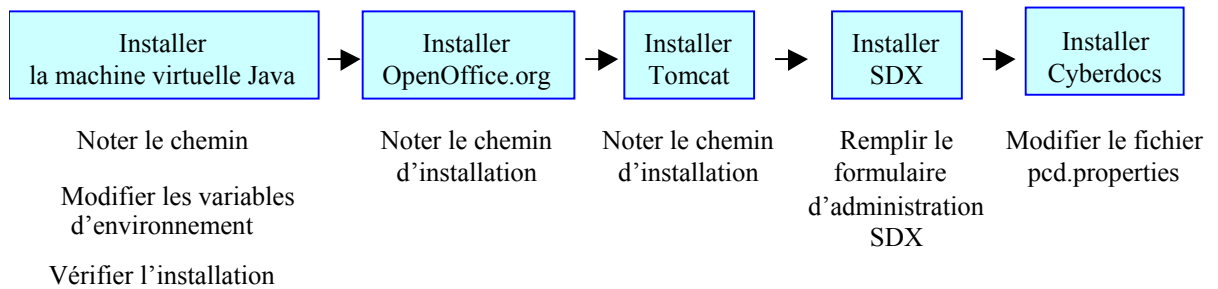 Installer
la machine virtuelle Java
Installer
OpenOffice.org
Installer
Tomcat
Installer
SDX
Installer
Cyberdocs
Noter le chemin
Modifier les variables
d’environnement
Vérifier l’installation
Noter le chemin
d’installation
Noter le chemin
d’installation
Remplir le
formulaire
d’administration
SDX
Modifier le fichier
pcd.properties